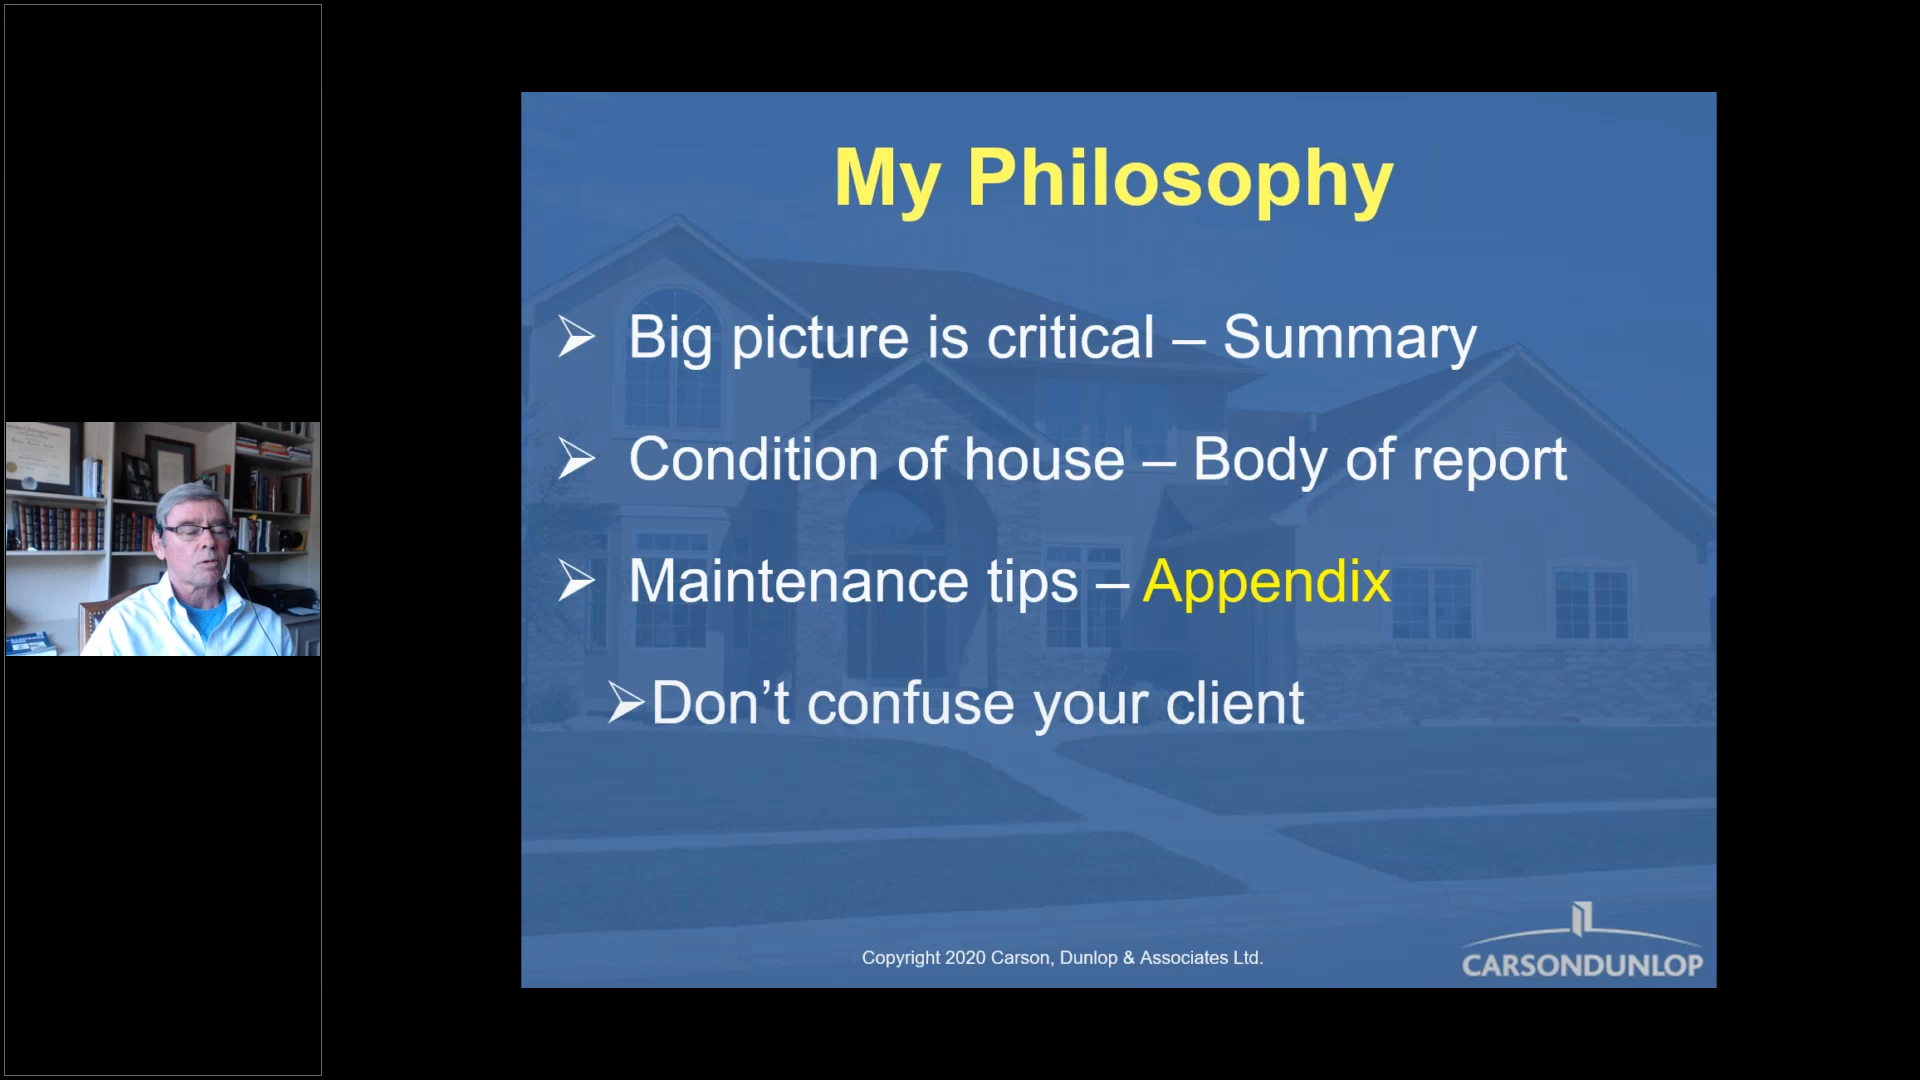 My Philosophy
➢ Big picture is critical – Summary
➢ Condition of house – Body of report
➢ Maintenance tips – Appendix
➢Don’t confuse your client
Copyright 2020 Carson, Dunlop & Associates Ltd.
CARSONDUNLOP